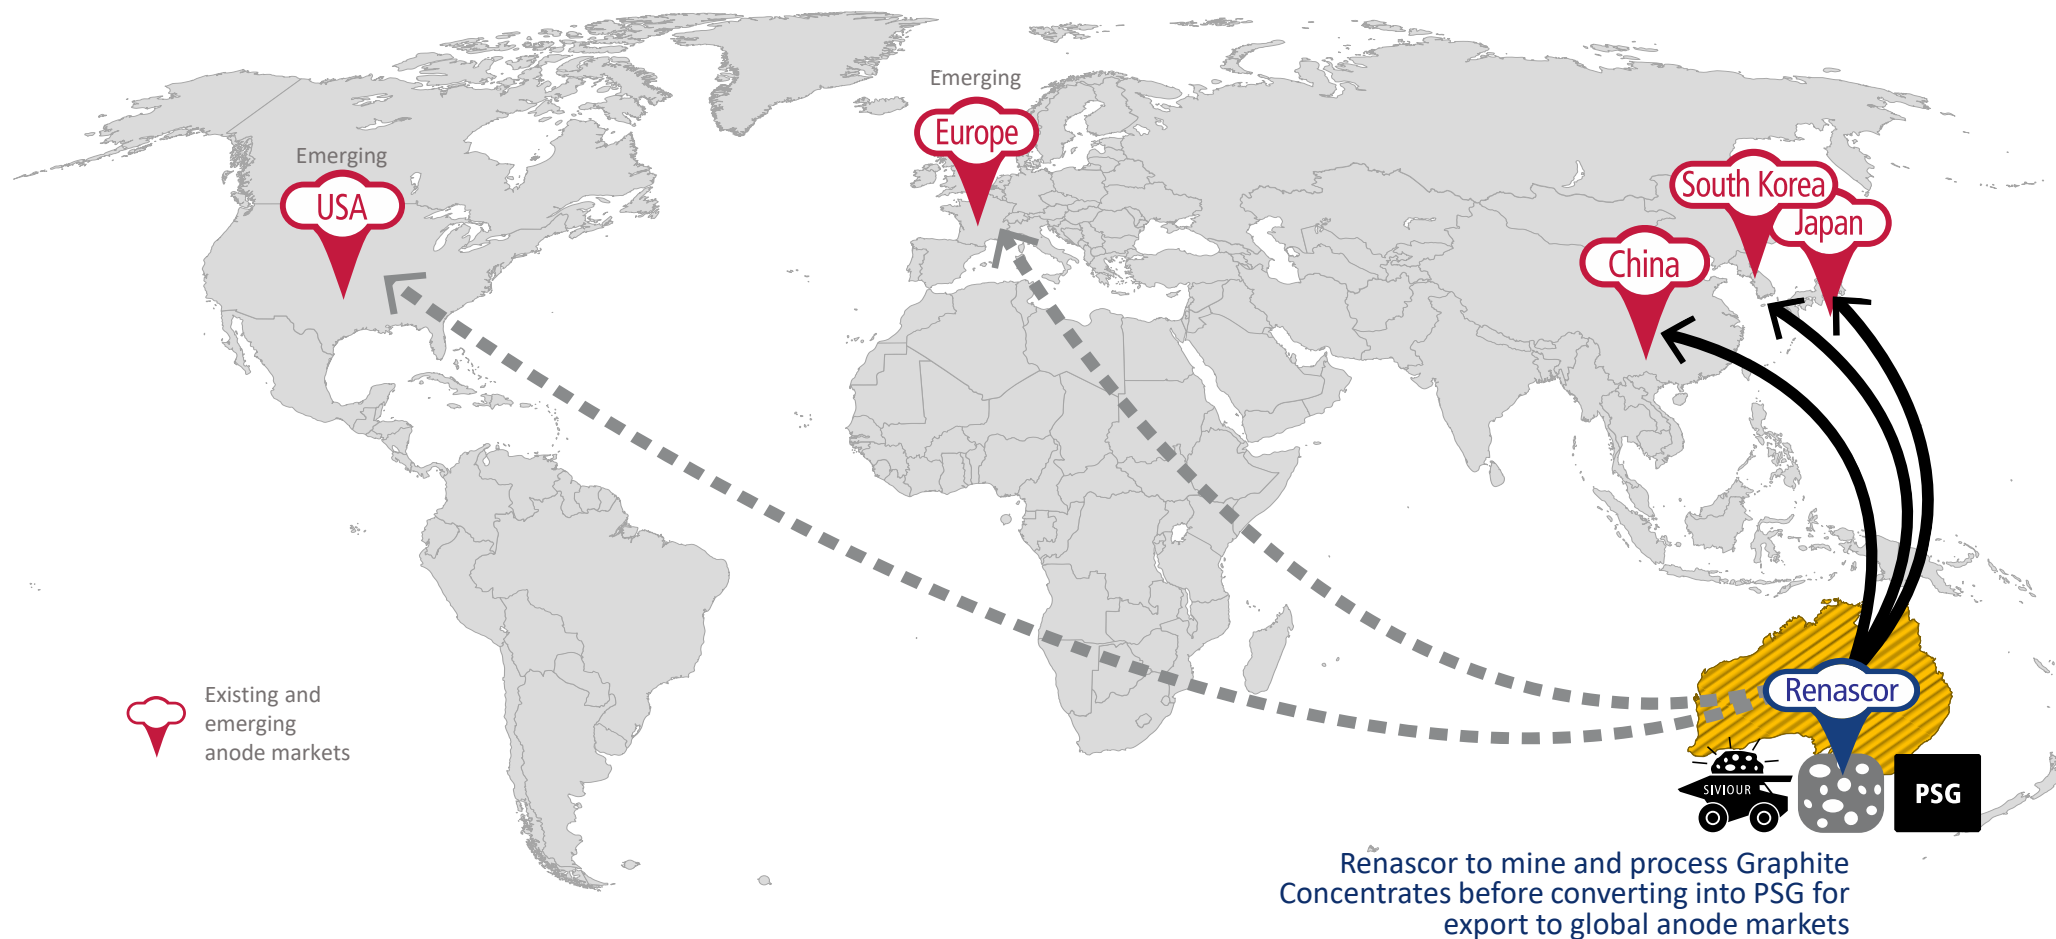 Emerging
Europe
Emerging
USA
South Korea
Japan
China
Existing and
emerging
anode markets
Renascor
SIVIOUR
PSG
Renascor to mine and process Graphite
Concentrates before converting into PSG for
export to global anode markets